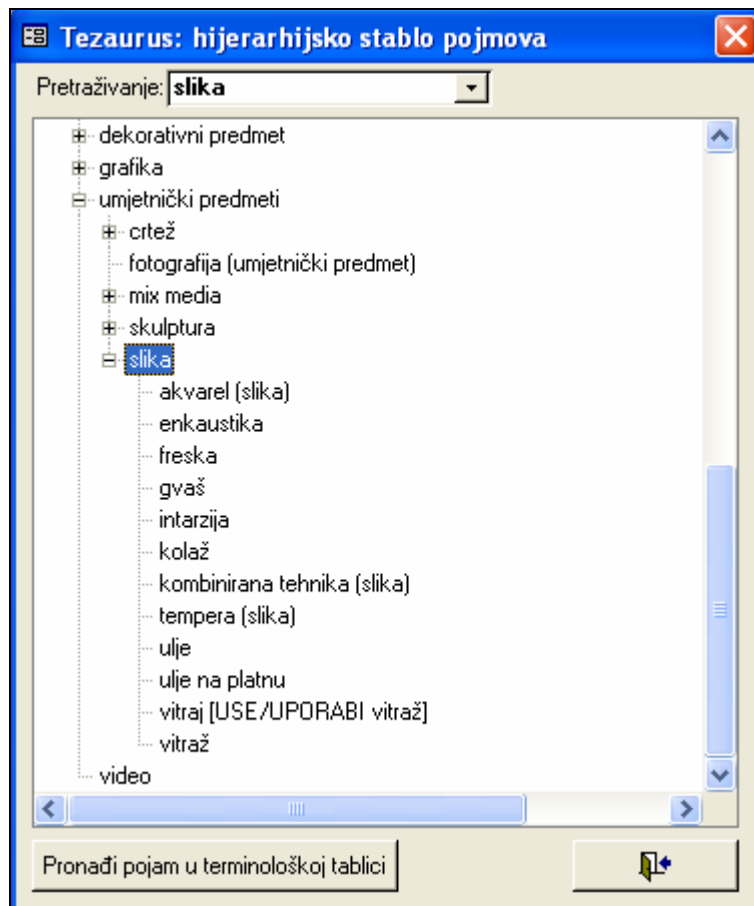 Tezaurus: hijerarhijsko stablo pojmova
Pretraživanje: slika
dekorativni predmet
grafika
umjetnički predmeti
crtež
fotografija (umjetnički predmet)
mix media
skulptura
slika
akvarel (slika)
enkaustika
freska
gvaš
intarzija
kolaž
kombinirana tehnika (slika)
tempera (slika)
ulje
ulje na platnu
vitraj [USE/UPORABI vitraž]
vitraž
video
Pronađi pojam u terminološkoj tablici